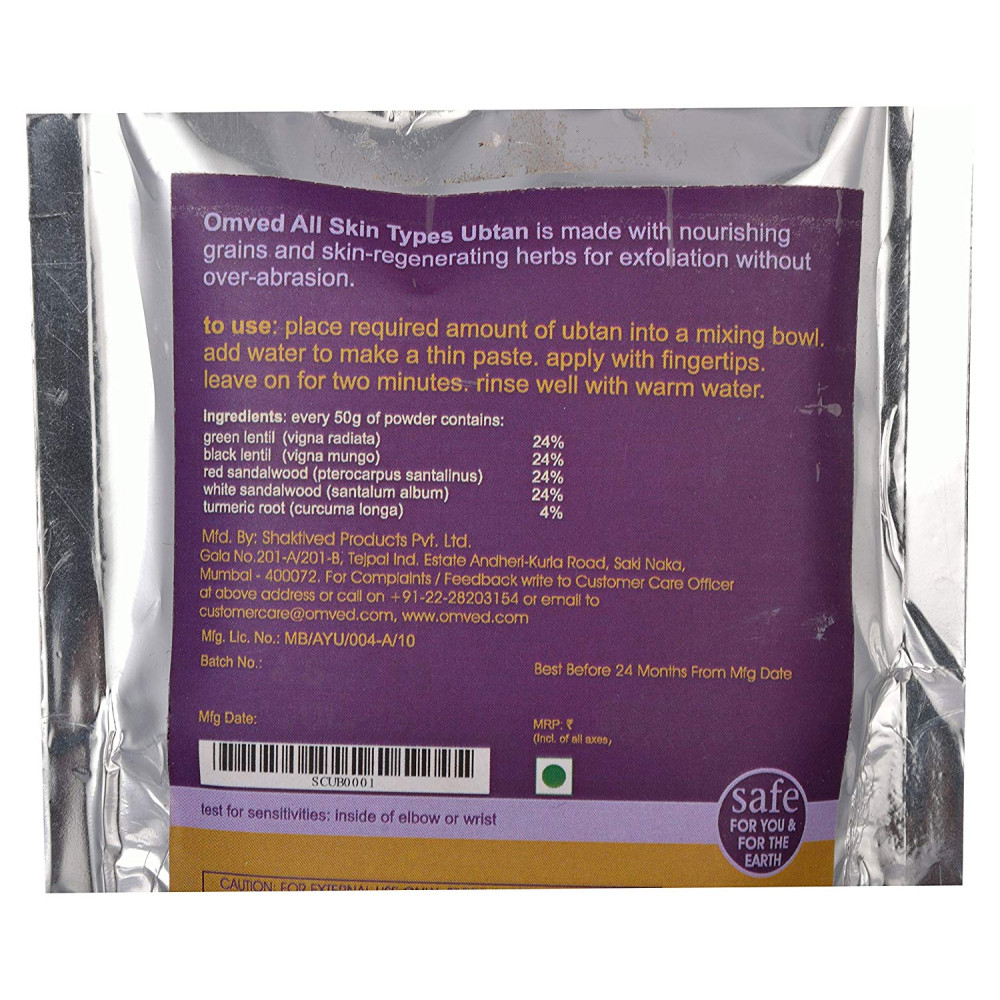 Omved All Skin Types Ubtan is made with nourishing
grains and skin-regenerating herbs for exfoliation without
over-abrasion.
to use: place required amount of ubtan into a mixing bowl.
add water to make a thin paste. apply with fingertips.
leave on for two minutes. rinse well with warm water.
Ingredients: every 50g of powder contains:
green lentil (vigna radiata) 24%
black lentil (vigna mungo) 24%
red sandalwood (pterocarpus santalinus) 24%
white sandalwood (santalum album) 24%
turmeric root (curcuma longa) 4%
Mfd. By: Shaktived Products Pvt. Ltd.
Gala No.201-A/201-B, Tejpal Ind. Estate Andheri-Kurla Road, Saki Naka,
Mumbai - 400072. For Complaints / Feedback write to Customer Care Officer
at above address or call on +91-22-28203154 or email to
customercare@omved.com, www.omved.com
Mfg. Lic. No.: MB/AYU/004-A/10
Batch No.:
Best Before 24 Months From Mfg Date
Mfg Date:
MRP: ₹
(Incl. of all axes)
SCUB0001
test for sensitivities: inside of elbow or wrist
safe
FOR YOU &
FOR THE
EARTH
CAUTION: FOR EXTERNAL USE ONLY